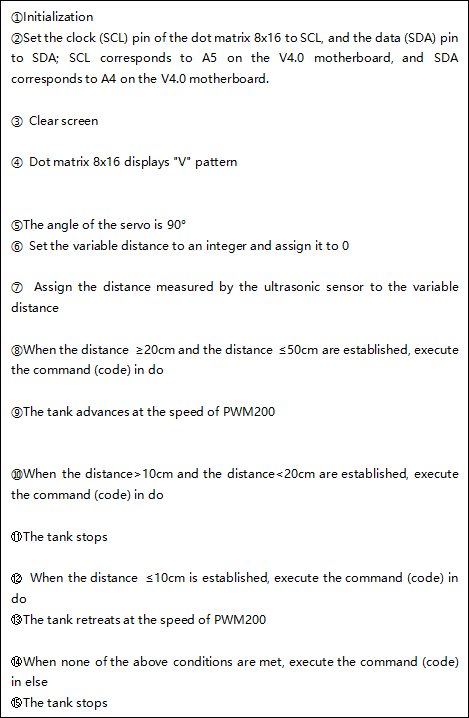 ①Initialization
②Set the clock (SCL) pin of the dot matrix 8x16 to SCL, and the data (SDA) pin
to SDA; SCL corresponds to A5 on the V4.0 motherboard, and SDA
corresponds to A4 on the V4.0 motherboard.
③ Clear screen
④ Dot matrix 8x16 displays "V" pattern
⑤The angle of the servo is 90°
⑥ Set the variable distance to an integer and assign it to 0
⑦ Assign the distance measured by the ultrasonic sensor to the variable
distance
⑧When the distance ≥20cm and the distance ≤50cm are established, execute
the command (code) in do
⑨The tank advances at the speed of PWM200
⑩When the distance>10cm and the distance<20cm are established, execute
the command (code) in do
⑪The tank stops
⑫ When the distance ≤10cm is established, execute the command (code) in
do
⑬The tank retreats at the speed of PWM200
⑭When none of the above conditions are met, execute the command (code)
in else
⑮The tank stops